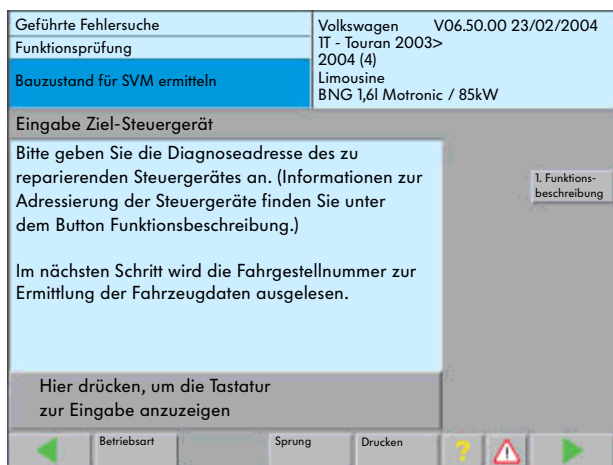 Geführte Fehlersuche
Funktionsprüfung
Bauzustand für SVM ermitteln
Volkswagen V06.50.00 23/02/2004
1T - Touran 2003>
2004 (4)
Limousine
BNG 1,6l Motronic / 85kW
Eingabe Ziel-Steuergerät
Bitte geben Sie die Diagnoseadresse des zu
reparierenden Steuergerätes an. (Informationen zur
Adressierung der Steuergeräte finden Sie unter
dem Button Funktionsbeschreibung.)
Im nächsten Schritt wird die Fahrgestellnummer zur
Ermittlung der Fahrzeugdaten ausgelesen.
1. Funktions-
beschreibung
Hier drücken, um die Tastatur
zur Eingabe anzuzeigen
Betriebsart Sprung Drucken ?